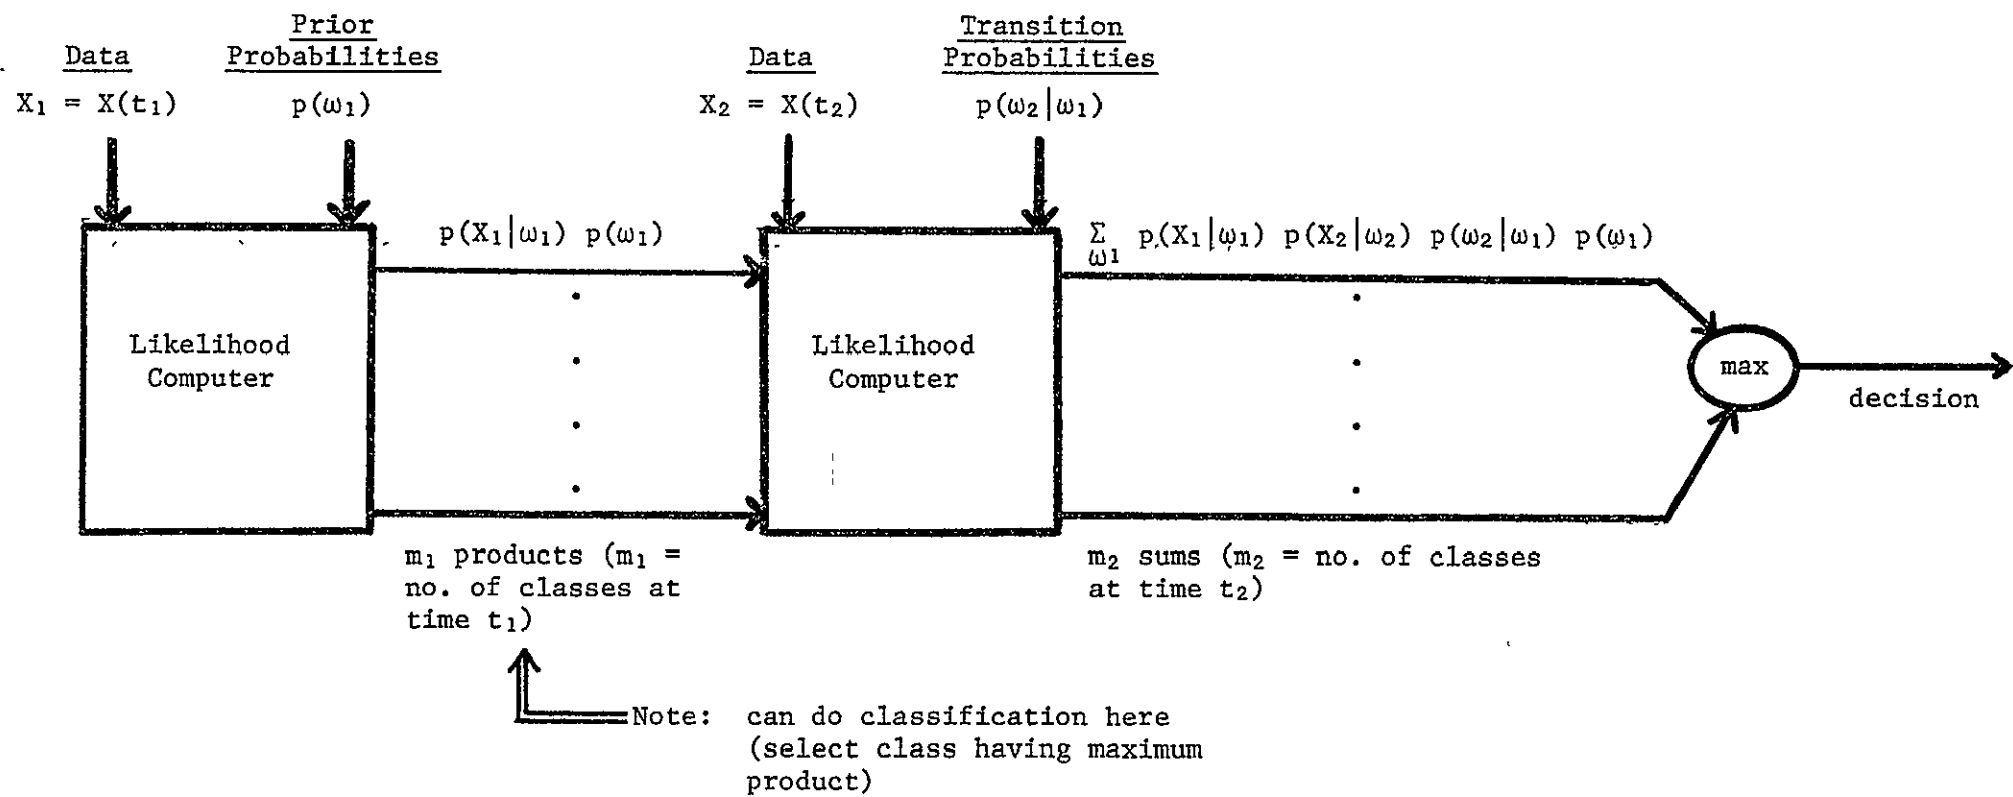 Prior
Data Probabilities
X₁ = X(t₁) p(ω₁)
Transition
Data Probabilities
X₂ = X(t₂) p(ω₂|ω₁)
Likelihood
Computer
p(X₁|ω₁) p(ω₁)
m₁ products (m₁ =
no. of classes at
time t₁)
Likelihood
Computer
Σ p(X₁|ω₁) p(X₂|ω₂) p(ω₂|ω₁) p(ω₁)
ω1
m₂ sums (m₂ = no. of classes
at time t₂)
max
decision
Note: can do classification here
(select class having maximum
product)